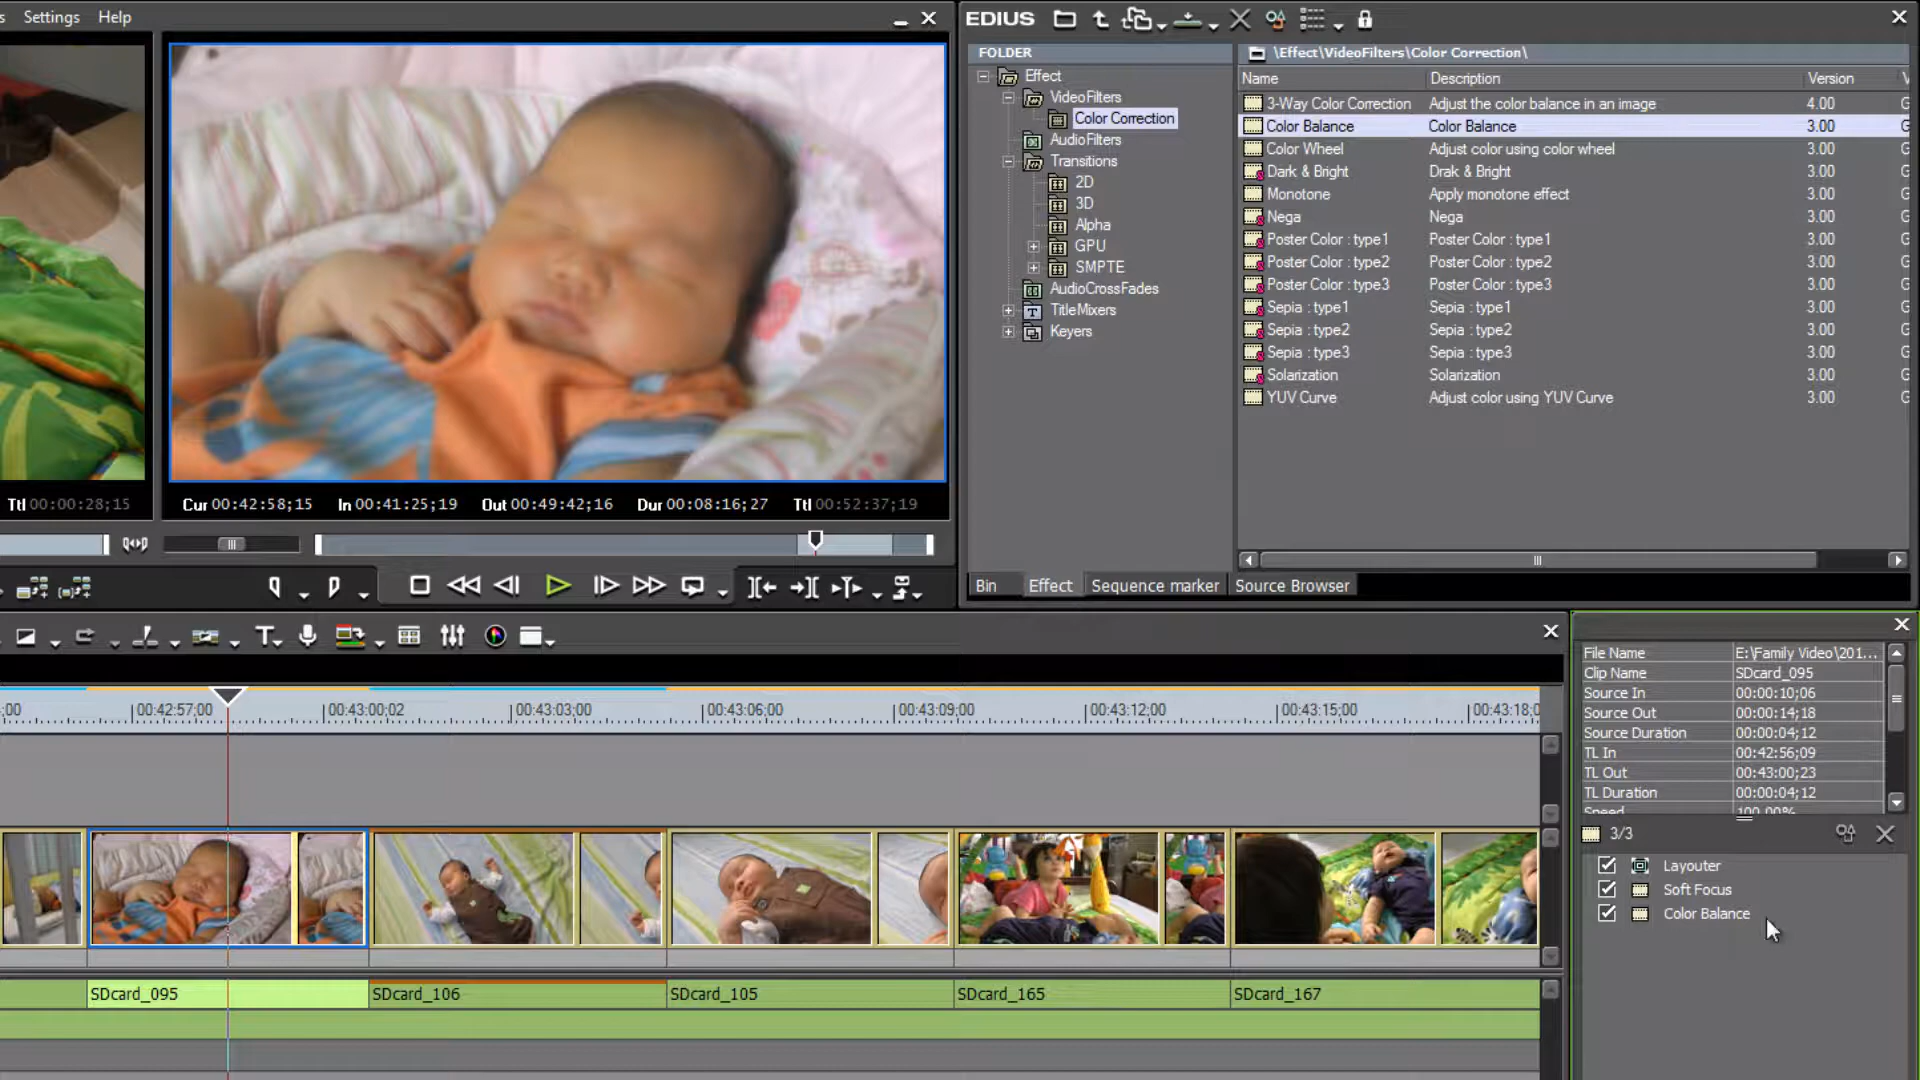 s Settings Help
EDIUS
FOLDER
\Effect\VideoFilters\Color Correction\
Effect
VideoFilters
Color Correction
AudioFilters
Transitions
2D
3D
Alpha
GPU
SMPTE
AudioCrossFades
TitleMixers
Keyers
Name Description Version V
3-Way Color Correction Adjust the color balance in an image 4.00 G
Color Balance Color Balance 3.00 G
Color Wheel Adjust color using color wheel 3.00 G
Dark & Bright Drak & Bright 3.00 G
Monotone Apply monotone effect 3.00 G
Nega Nega 3.00 G
Poster Color : type1 Poster Color : type1 3.00 G
Poster Color : type2 Poster Color : type2 3.00 G
Poster Color : type3 Poster Color : type3 3.00 G
Sepia : type1 Sepia : type1 3.00 G
Sepia : type2 Sepia : type2 3.00 G
Sepia : type3 Sepia : type3 3.00 G
Solarization Solarization 3.00 G
YUV Curve Adjust color using YUV Curve 3.00 G
Ttl 00:00:28;15
Cur 00:42:58;15 In 00:41:25;19 Out 00:49:42;16 Dur 00:08:16;27 Ttl 00:52:37;19
Bin Effect Sequence marker Source Browser
;00 00:42:57;00 00:43:00;02 00:43:03;00 00:43:06;00 00:43:09;00 00:43:12;00 00:43:15;00 00:43:18;0
File Name E:\Family Video\201...
Clip Name SDcard_095
Source In 00:00:10;06
Source Out 00:00:14;18
Source Duration 00:00:04;12
TL In 00:42:56;09
TL Out 00:43:00;23
TL Duration 00:00:04;12
Speed 100.00%
3/3
Layouter
Soft Focus
Color Balance
SDcard_095 SDcard_106 SDcard_105 SDcard_165 SDcard_167